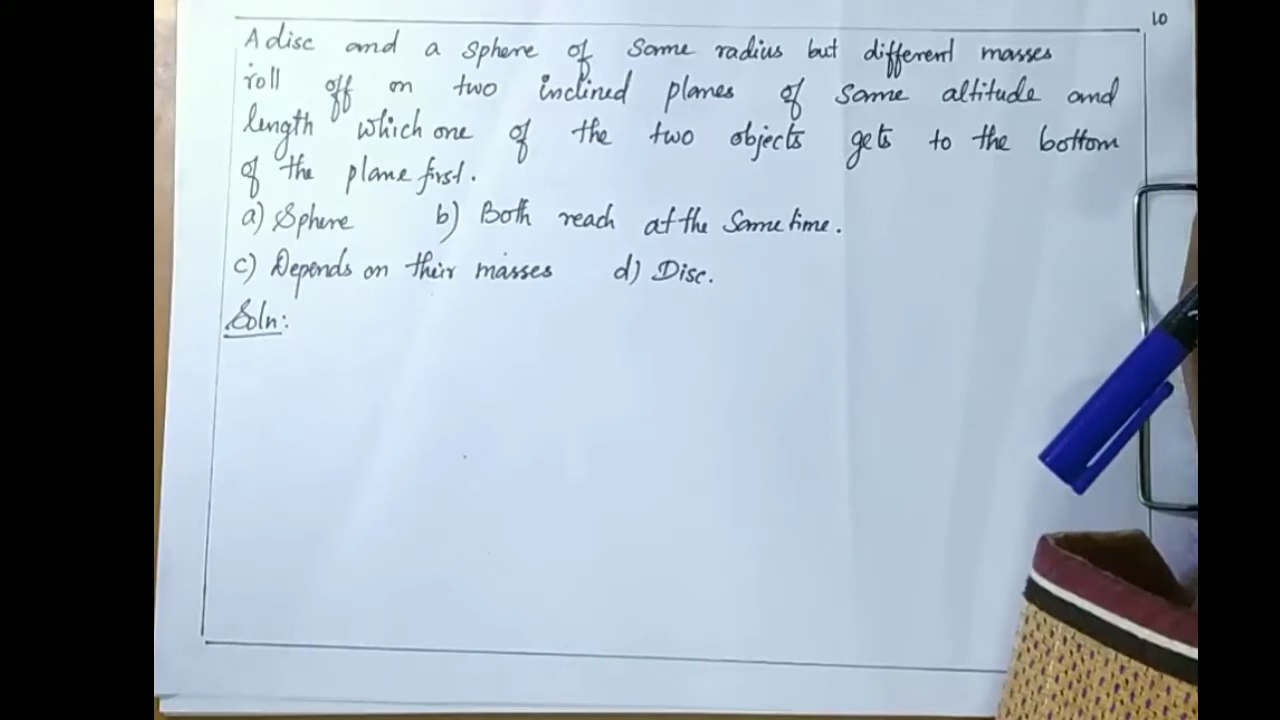 10
A disc and a sphere of same radius but different masses
roll off on two inclined planes of same altitude and
length which one of the two objects gets to the bottom
of the plane first.
a) Sphere b) Both reach at the same time.
c) Depends on their masses d) Disc.
Soln: